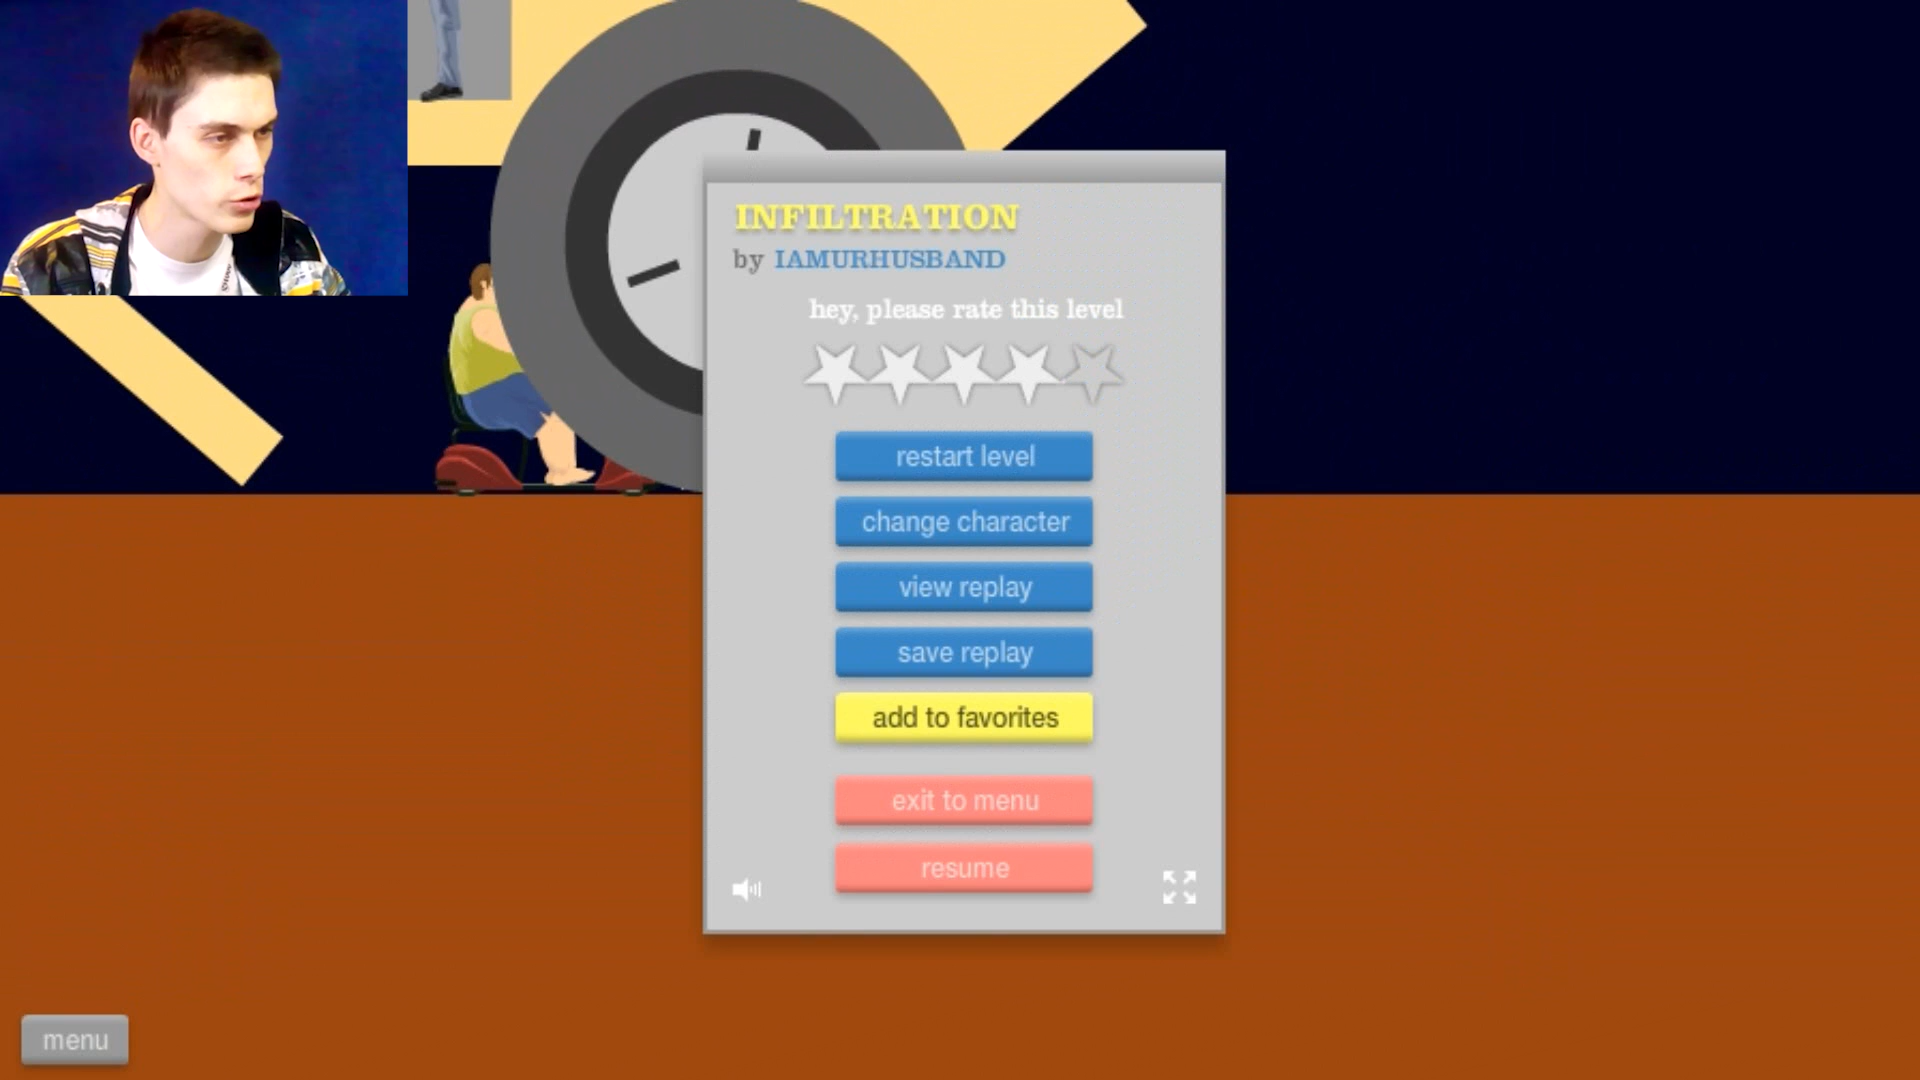 INFILTRATION
by IAMURHUSBAND
hey, please rate this level
restart level
change character
view replay
save replay
add to favorites
exit to menu
resume
menu